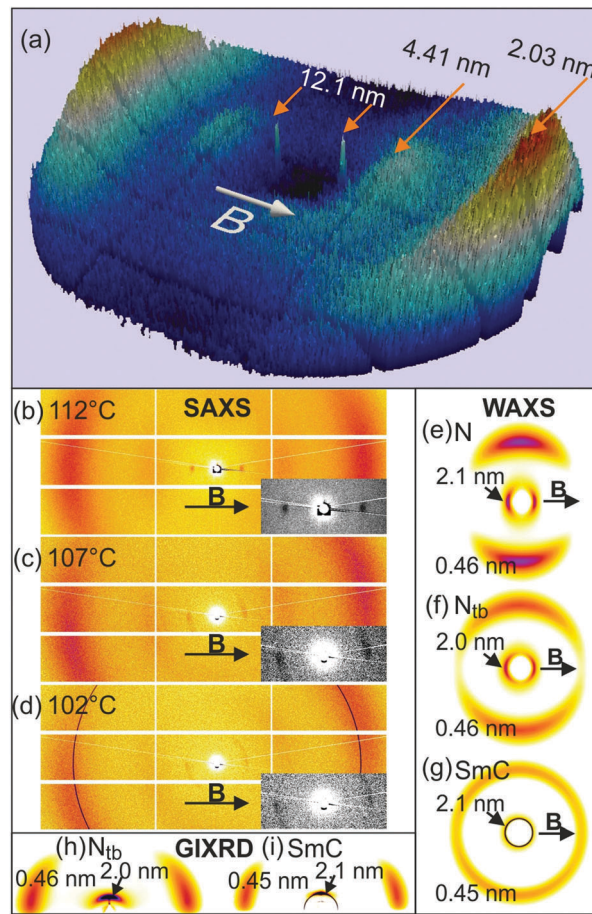 (a)
12.1 nm
4.41 nm
2.03 nm
B
(b) 112°C SAXS
B
(c) 107°C
B
(d) 102°C
B
WAXS
(e) N
2.1 nm
B
0.46 nm
(f) Ntb
2.0 nm
B
0.46 nm
(g) SmC
2.1 nm
B
0.45 nm
(h) Ntb GIXRD (i) SmC
0.46 nm 2.0 nm 0.45 nm 2.1 nm